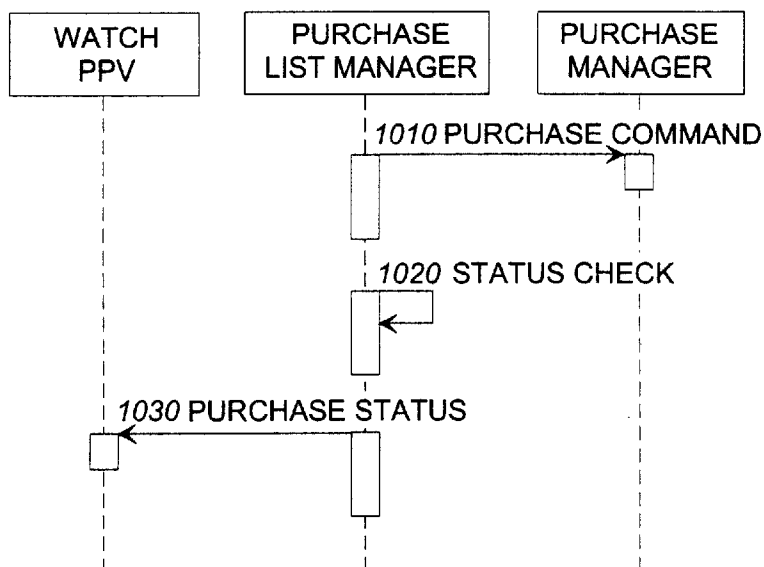 WATCH
PPV
PURCHASE
LIST MANAGER
PURCHASE
MANAGER
1010 PURCHASE COMMAND
1020 STATUS CHECK
1030 PURCHASE STATUS